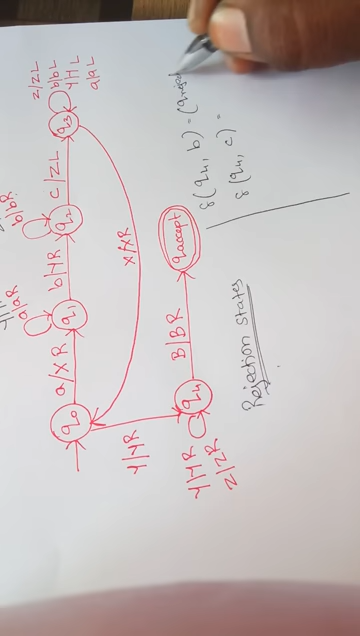 Y/Y
a/aR
b/bR
z/zL
b/bL
Y/YL
a/aL
q0
a/XR
q1
b/YR
q2
c/ZL
q3
X/XR
Y/YR
q4
Y/YR
Z/ZR
B/BR
qaccept
Rejection states
δ(q4, b) = (qreject
δ(q4, c) =